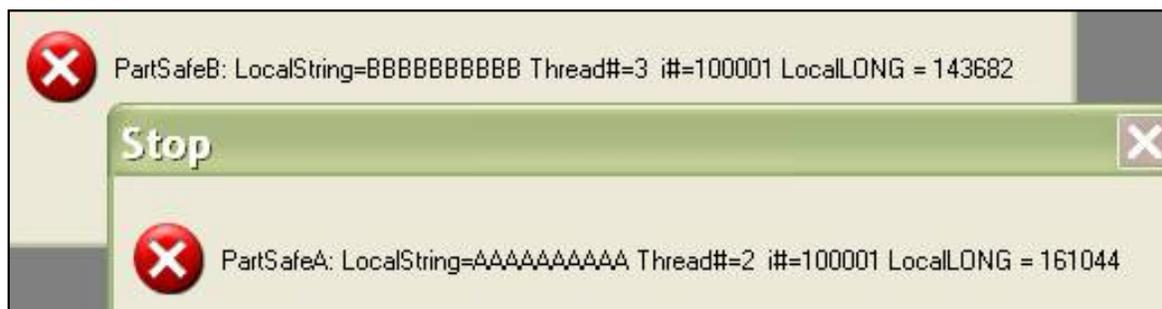 PartSafeB: LocalString=BBBBBBBBBB Thread#=3 i#=100001 LocalLONG = 143682
Stop
PartSafeA: LocalString=AAAAAAAAAA Thread#=2 i#=100001 LocalLONG = 161044